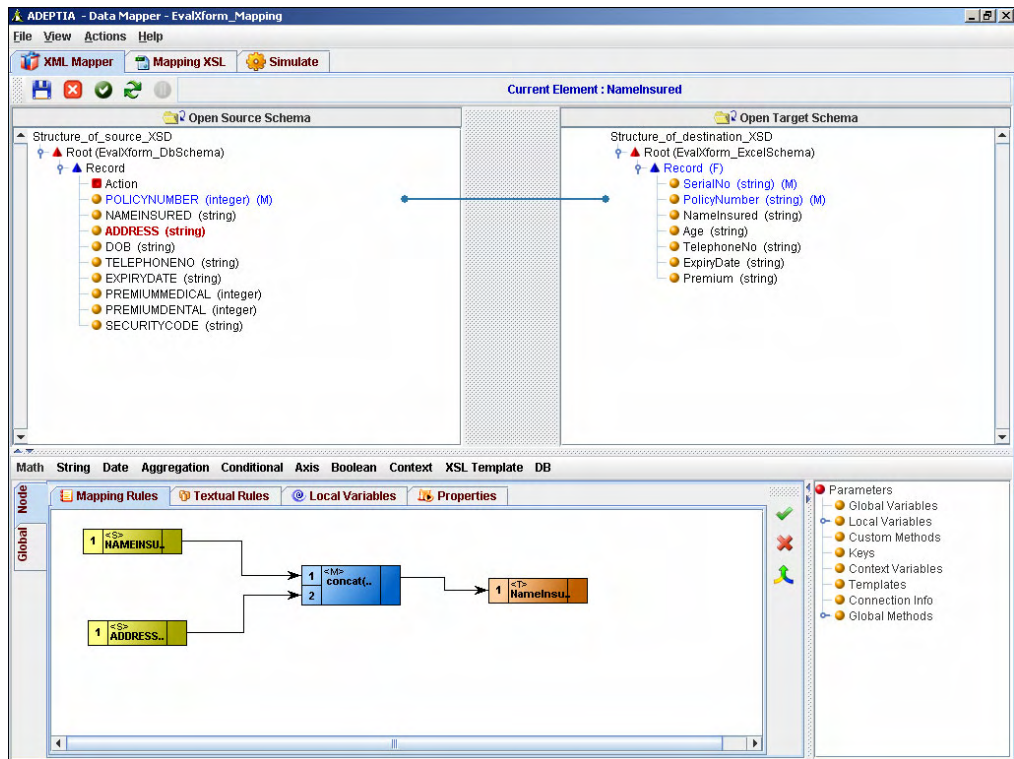 ADEPTIA - Data Mapper - EvalXform_Mapping
File View Actions Help
XML Mapper Mapping XSL Simulate
Current Element : NameInsured
Open Source Schema
Structure_of_source_XSD
Root (EvalXform_DbSchema)
Record
Action
POLICYNUMBER (integer) (M)
NAMEINSURED (string)
ADDRESS (string)
DOB (string)
TELEPHONENO (string)
EXPIRYDATE (string)
PREMIUMMEDICAL (integer)
PREMIUMDENTAL (integer)
SECURITYCODE (string)
Open Target Schema
Structure_of_destination_XSD
Root (EvalXform_ExcelSchema)
Record (F)
SerialNo (string) (M)
PolicyNumber (string) (M)
NameInsured (string)
Age (string)
TelephoneNo (string)
ExpiryDate (string)
Premium (string)
Math String Date Aggregation Conditional Axis Boolean Context XSL Template DB
Node
Global
Mapping Rules Textual Rules Local Variables Properties
1 <S> NAMEINSU..
1 <S> ADDRESS..
1 <M> concat(..
2
1 <T> NameInsu..
Parameters
Global Variables
Local Variables
Custom Methods
Keys
Context Variables
Templates
Connection Info
Global Methods